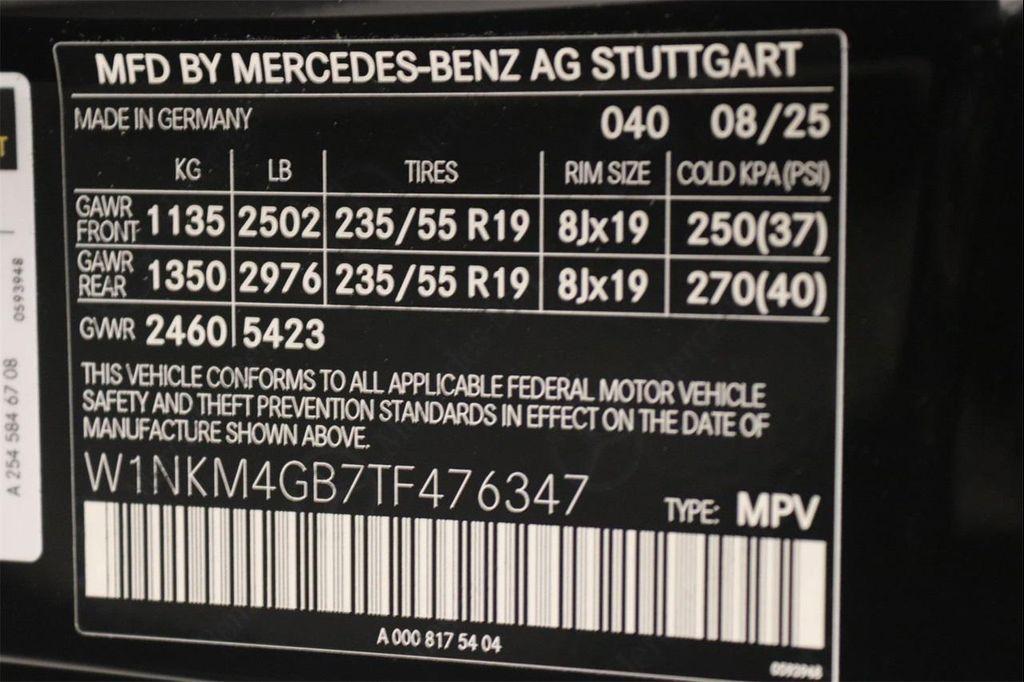 MFD BY MERCEDES-BENZ AG STUTTGART
MADE IN GERMANY 040 08/25
KG LB TIRES RIM SIZE COLD KPA (PSI)
GAWR FRONT 1135 2502 235/55 R19 8Jx19 250(37)
GAWR REAR 1350 2976 235/55 R19 8Jx19 270(40)
GVWR 2460 5423
THIS VEHICLE CONFORMS TO ALL APPLICABLE FEDERAL MOTOR VEHICLE
SAFETY AND THEFT PREVENTION STANDARDS IN EFFECT ON THE DATE OF
MANUFACTURE SHOWN ABOVE.
W1NKM4GB7TF476347
TYPE: MPV
A 000 817 54 04
0593948
A 254 584 67 08
0593948
T